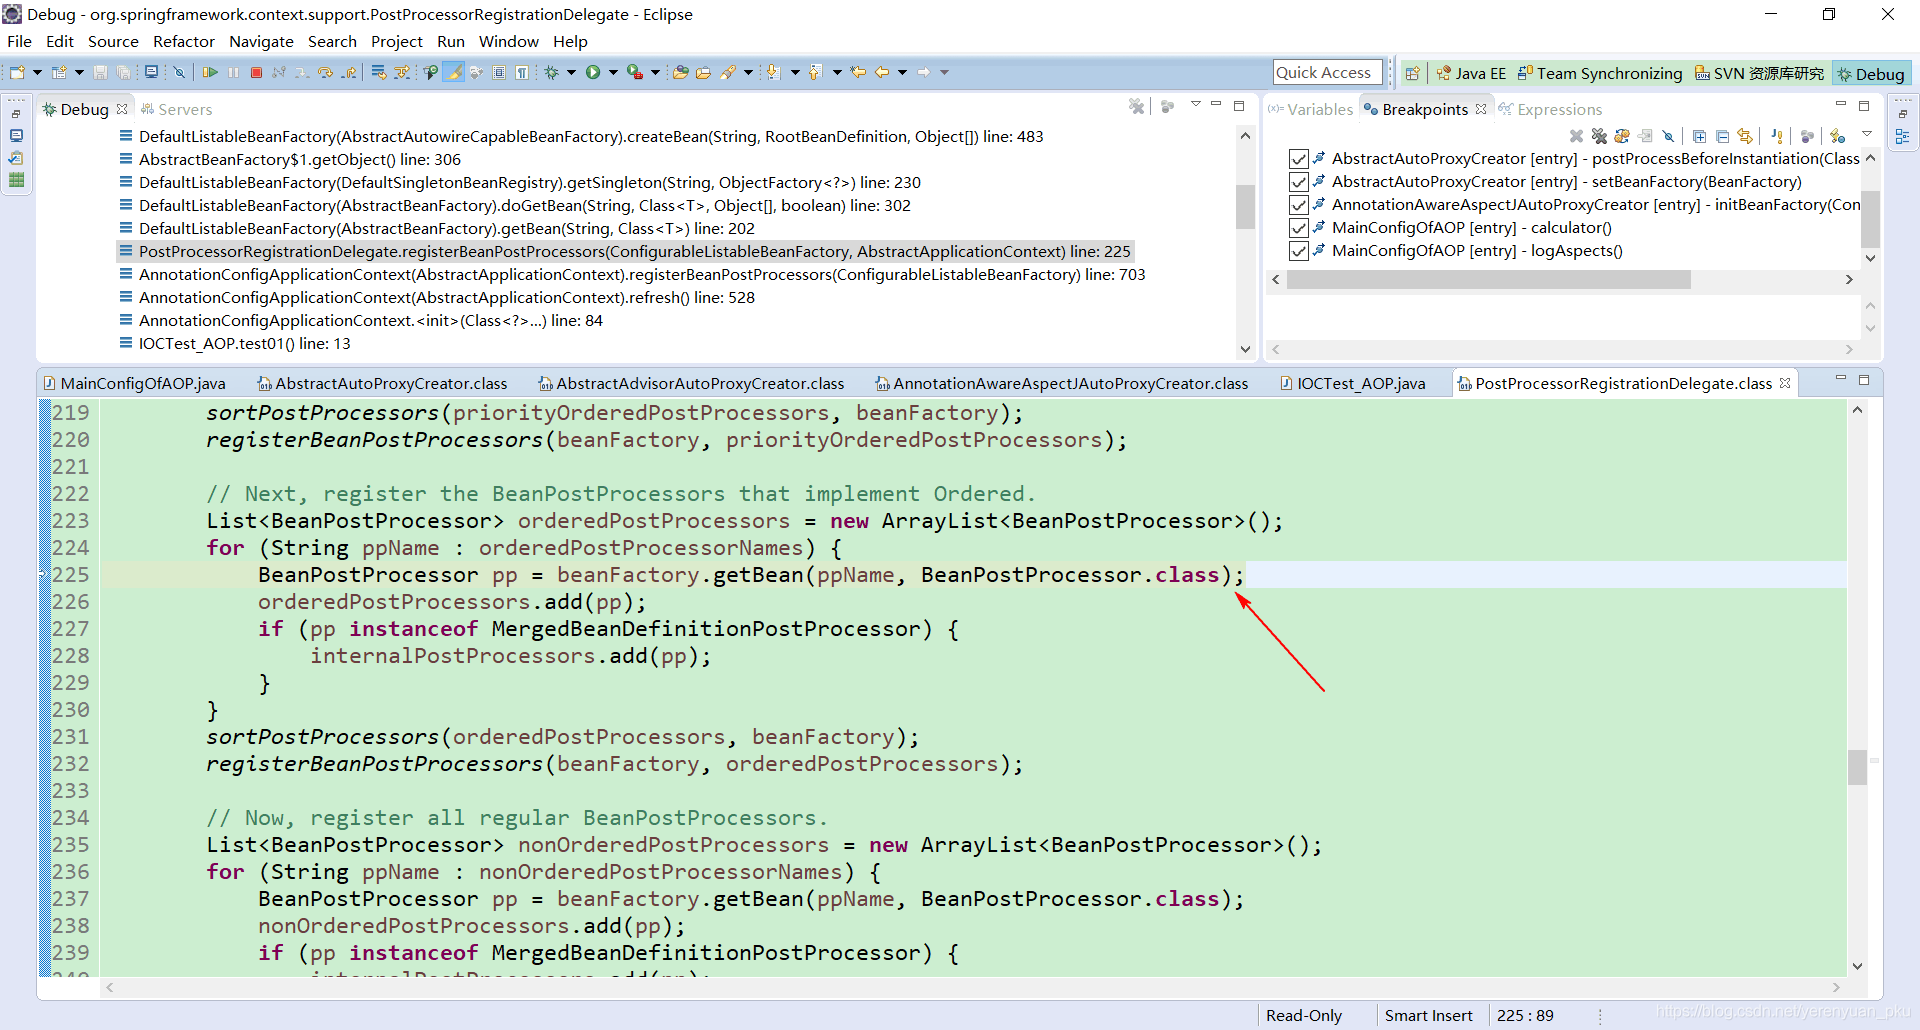 Debug - org.springframework.context.support.PostProcessorRegistrationDelegate - Eclipse
File Edit Source Refactor Navigate Search Project Run Window Help
Quick Access Java EE Team Synchronizing SVN 资源库研究 Debug
Debug Servers
DefaultListableBeanFactory(AbstractAutowireCapableBeanFactory).createBean(String, RootBeanDefinition, Object[]) line: 483
AbstractBeanFactory$1.getObject() line: 306
DefaultListableBeanFactory(DefaultSingletonBeanRegistry).getSingleton(String, ObjectFactory<?>) line: 230
DefaultListableBeanFactory(AbstractBeanFactory).doGetBean(String, Class<T>, Object[], boolean) line: 302
DefaultListableBeanFactory(AbstractBeanFactory).getBean(String, Class<T>) line: 202
PostProcessorRegistrationDelegate.registerBeanPostProcessors(ConfigurableListableBeanFactory, AbstractApplicationContext) line: 225
AnnotationConfigApplicationContext(AbstractApplicationContext).registerBeanPostProcessors(ConfigurableListableBeanFactory) line: 703
AnnotationConfigApplicationContext(AbstractApplicationContext).refresh() line: 528
AnnotationConfigApplicationContext.<init>(Class<?>...) line: 84
IOCTest_AOP.test01() line: 13
(x)= Variables Breakpoints Expressions
AbstractAutoProxyCreator [entry] - postProcessBeforeInstantiation(Class
AbstractAutoProxyCreator [entry] - setBeanFactory(BeanFactory)
AnnotationAwareAspectJAutoProxyCreator [entry] - initBeanFactory(Con
MainConfigOfAOP [entry] - calculator()
MainConfigOfAOP [entry] - logAspects()
MainConfigOfAOP.java AbstractAutoProxyCreator.class AbstractAdvisorAutoProxyCreator.class AnnotationAwareAspectJAutoProxyCreator.class IOCTest_AOP.java PostProcessorRegistrationDelegate.class
219 sortPostProcessors(priorityOrderedPostProcessors, beanFactory);
220 registerBeanPostProcessors(beanFactory, priorityOrderedPostProcessors);
221
222 // Next, register the BeanPostProcessors that implement Ordered.
223 List<BeanPostProcessor> orderedPostProcessors = new ArrayList<BeanPostProcessor>();
224 for (String ppName : orderedPostProcessorNames) {
225 BeanPostProcessor pp = beanFactory.getBean(ppName, BeanPostProcessor.class);
226 orderedPostProcessors.add(pp);
227 if (pp instanceof MergedBeanDefinitionPostProcessor) {
228 internalPostProcessors.add(pp);
229 }
230 }
231 sortPostProcessors(orderedPostProcessors, beanFactory);
232 registerBeanPostProcessors(beanFactory, orderedPostProcessors);
233
234 // Now, register all regular BeanPostProcessors.
235 List<BeanPostProcessor> nonOrderedPostProcessors = new ArrayList<BeanPostProcessor>();
236 for (String ppName : nonOrderedPostProcessorNames) {
237 BeanPostProcessor pp = beanFactory.getBean(ppName, BeanPostProcessor.class);
238 nonOrderedPostProcessors.add(pp);
239 if (pp instanceof MergedBeanDefinitionPostProcessor) {
240 internalPostProcessors.add(pp);
Read-Only Smart Insert 225 : 89
https://blog.csdn.net/yerenyuan_pku